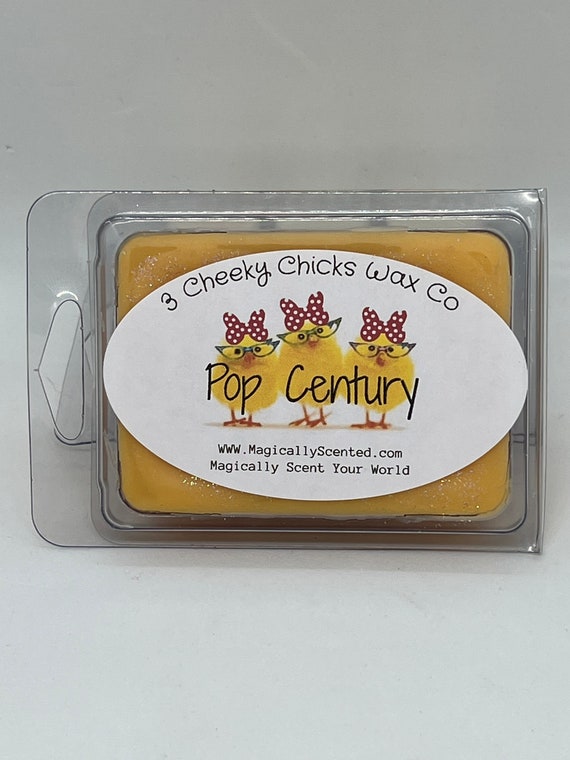 3 Cheeky Chicks Wax Co
Pop Century
WWW.MagicallyScented.com
Magically Scent Your World